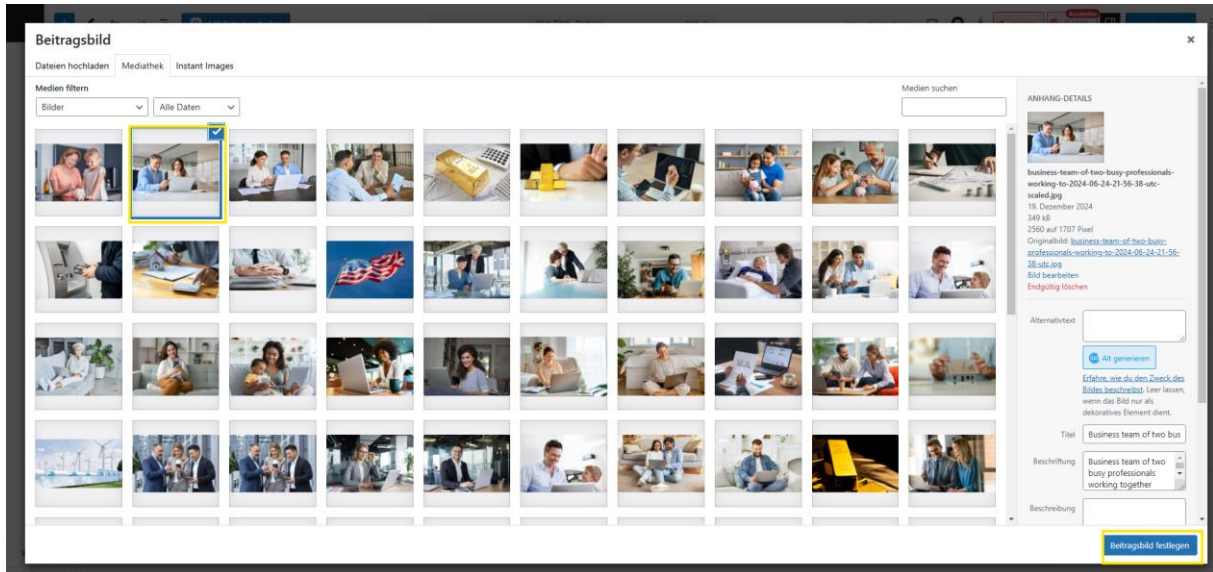 Beitragsbild
×
Dateien hochladen Mediathek Instant Images
Medien filtern
Bilder
Alle Daten
Medien suchen
ANHANG-DETAILS
business-team-of-two-busy-professionals-
working-to-2024-06-24-21-56-38-utc-
scaled.jpg
19. Dezember 2024
349 kB
2560 auf 1707 Pixel
Originalbild: business-team-of-two-busy-
professionals-working-to-2024-06-24-21-56-
38-utc.jpg
Bild bearbeiten
Endgültig löschen
Alternativtext
Alt generieren
Erfahre, wie du den Zweck des
Bildes beschreibst. Leer lassen,
wenn das Bild nur als
dekoratives Element dient.
Titel Business team of two bus
Beschriftung Business team of two
busy professionals
working together
Beschreibung
Beitragsbild festlegen